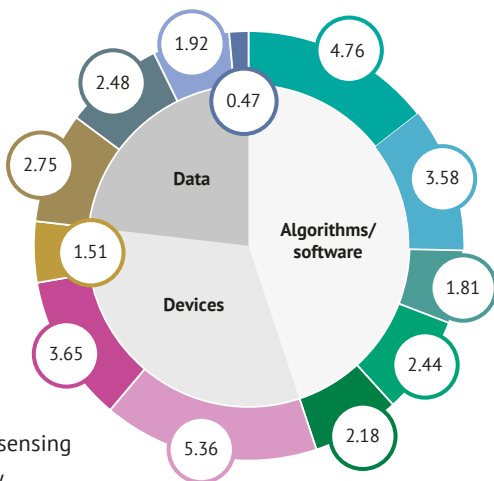 1.92
4.76
2.48
0.47
2.75
Data
3.58
Algorithms/
software
1.51
1.81
Devices
3.65
2.44
2.18
5.36
sensing